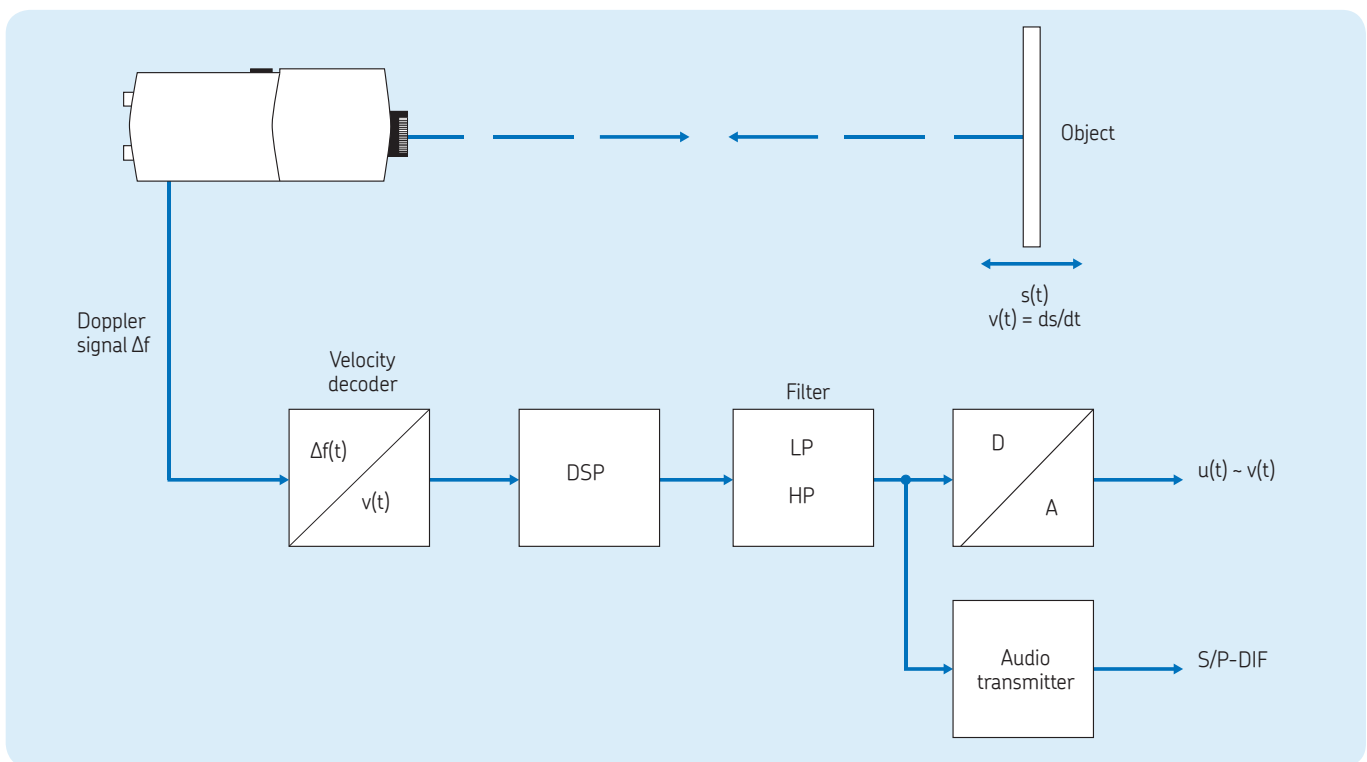 Object
s(t)
v(t) = ds/dt
Doppler
signal Δf
Velocity
decoder
Δf(t)
v(t)
DSP
Filter
LP
HP
D
A
u(t) ~ v(t)
Audio
transmitter
S/P-DIF